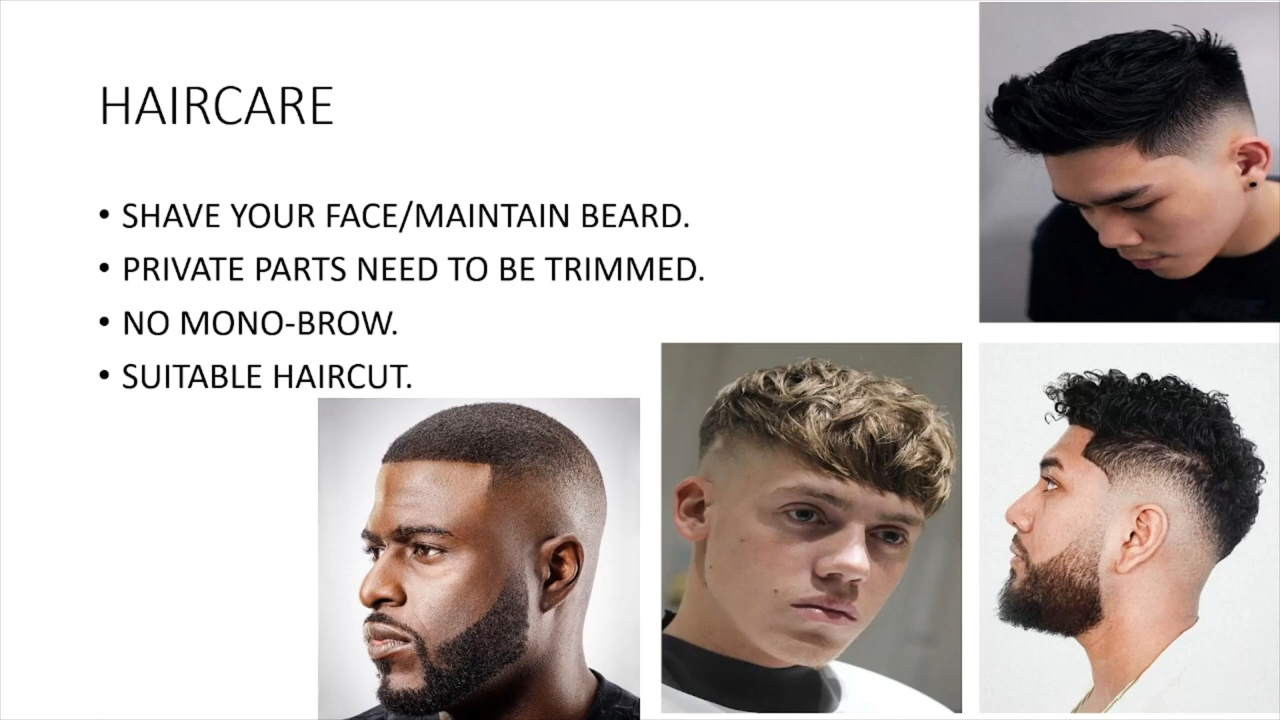 HAIRCARE
• SHAVE YOUR FACE/MAINTAIN BEARD.
• PRIVATE PARTS NEED TO BE TRIMMED.
• NO MONO-BROW.
• SUITABLE HAIRCUT.